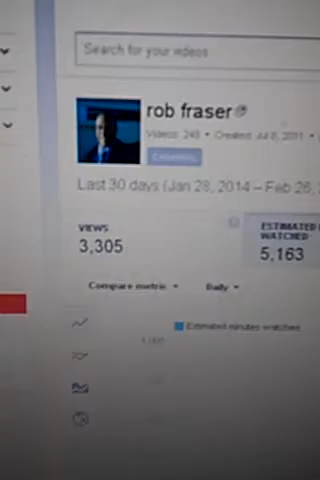 Search for your videos
rob fraser
Videos: 249 • Created: Jul 8, 2011 •
Last 30 days (Jan 28, 2014 – Feb 26, 2
VIEWS
3,305
ESTIMATED
WATCHED
5,163
Compare metric
Daily
Estimated minutes watched